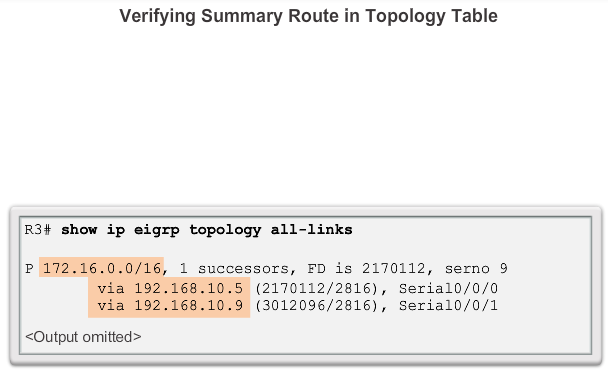 Verifying Summary Route in Topology Table
R3# show ip eigrp topology all-links
P 172.16.0.0/16, 1 successors, FD is 2170112, serno 9
via 192.168.10.5 (2170112/2816), Serial0/0/0
via 192.168.10.9 (3012096/2816), Serial0/0/1
<Output omitted>